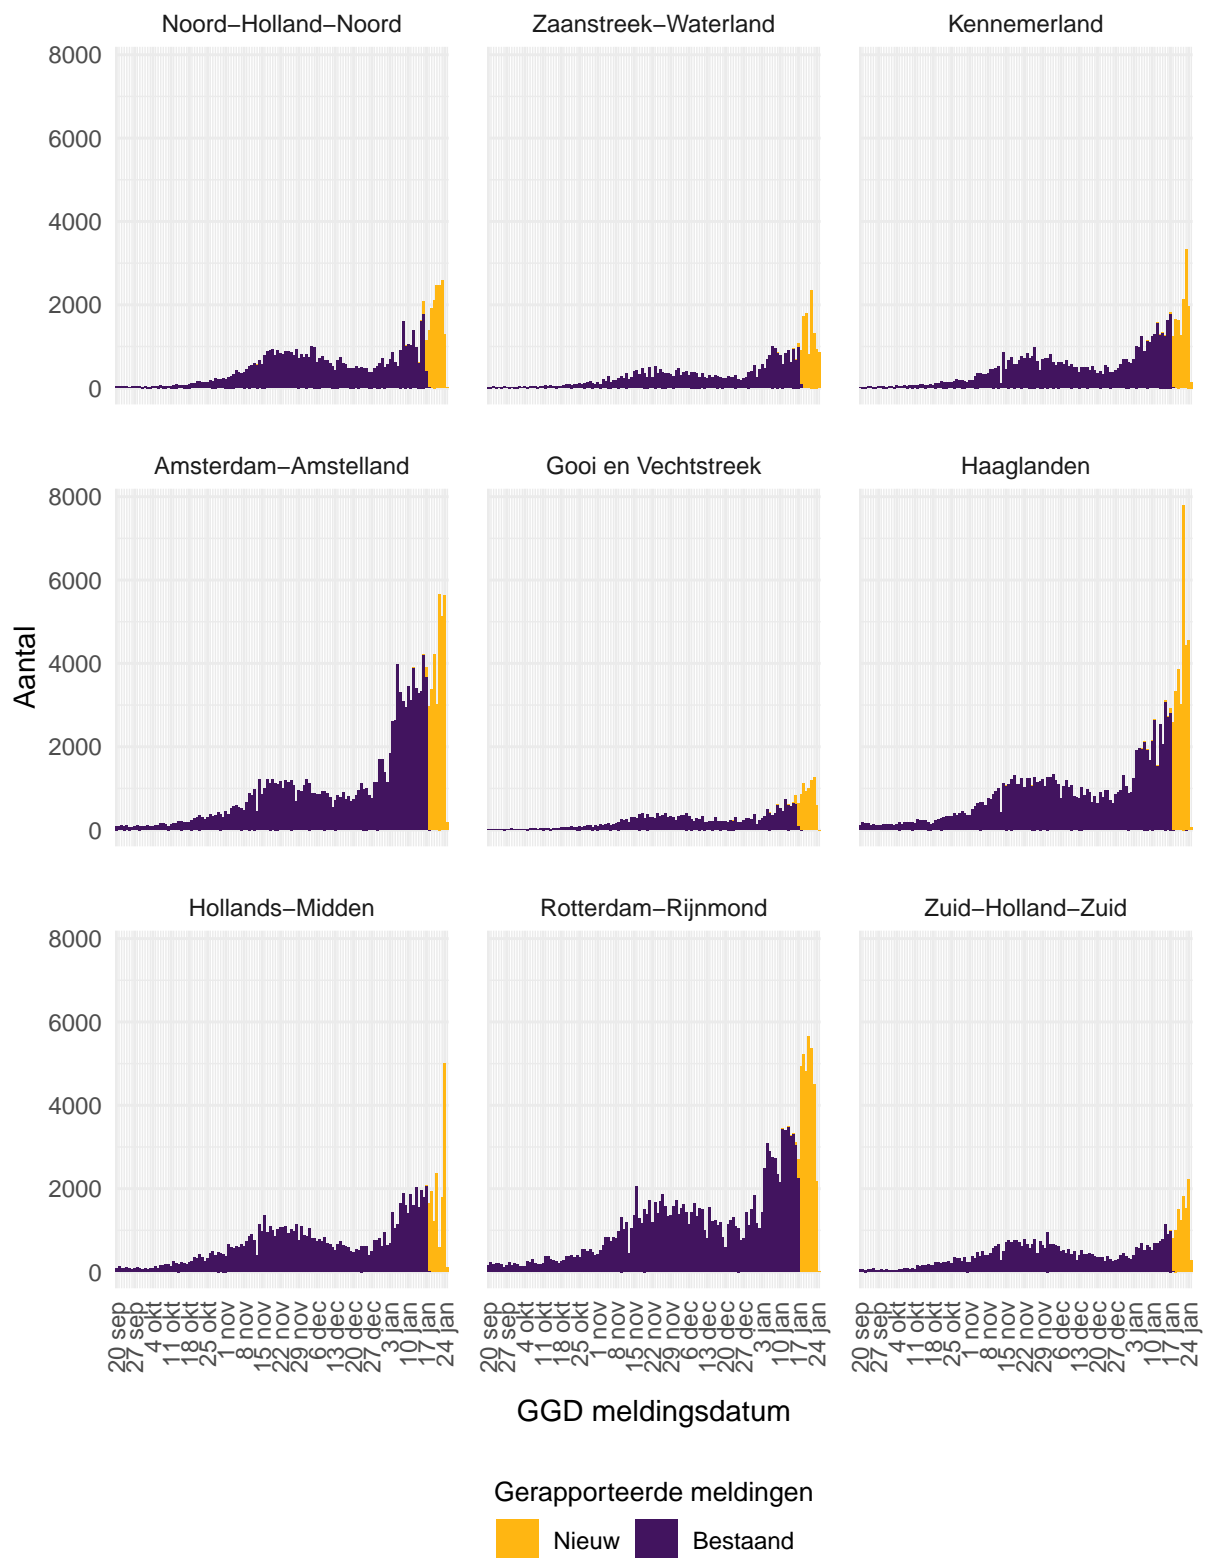 Noord−Holland−Noord
Zaanstreek−Waterland
Kennemerland
8000
6000
4000
2000
0
Amsterdam−Amstelland
Gooi en Vechtstreek
Haaglanden
8000
6000
4000
2000
0
Aantal
Hollands−Midden
Rotterdam−Rijnmond
Zuid−Holland−Zuid
8000
6000
4000
2000
0
20 sep
27 sep
4 okt
11 okt
18 okt
25 okt
1 nov
8 nov
15 nov
22 nov
29 nov
6 dec
13 dec
20 dec
27 dec
3 jan
10 jan
17 jan
24 jan
20 sep
27 sep
4 okt
11 okt
18 okt
25 okt
1 nov
8 nov
15 nov
22 nov
29 nov
6 dec
13 dec
20 dec
27 dec
3 jan
10 jan
17 jan
24 jan
20 sep
27 sep
4 okt
11 okt
18 okt
25 okt
1 nov
8 nov
15 nov
22 nov
29 nov
6 dec
13 dec
20 dec
27 dec
3 jan
10 jan
17 jan
24 jan
GGD meldingsdatum
Gerapporteerde meldingen
Nieuw
Bestaand